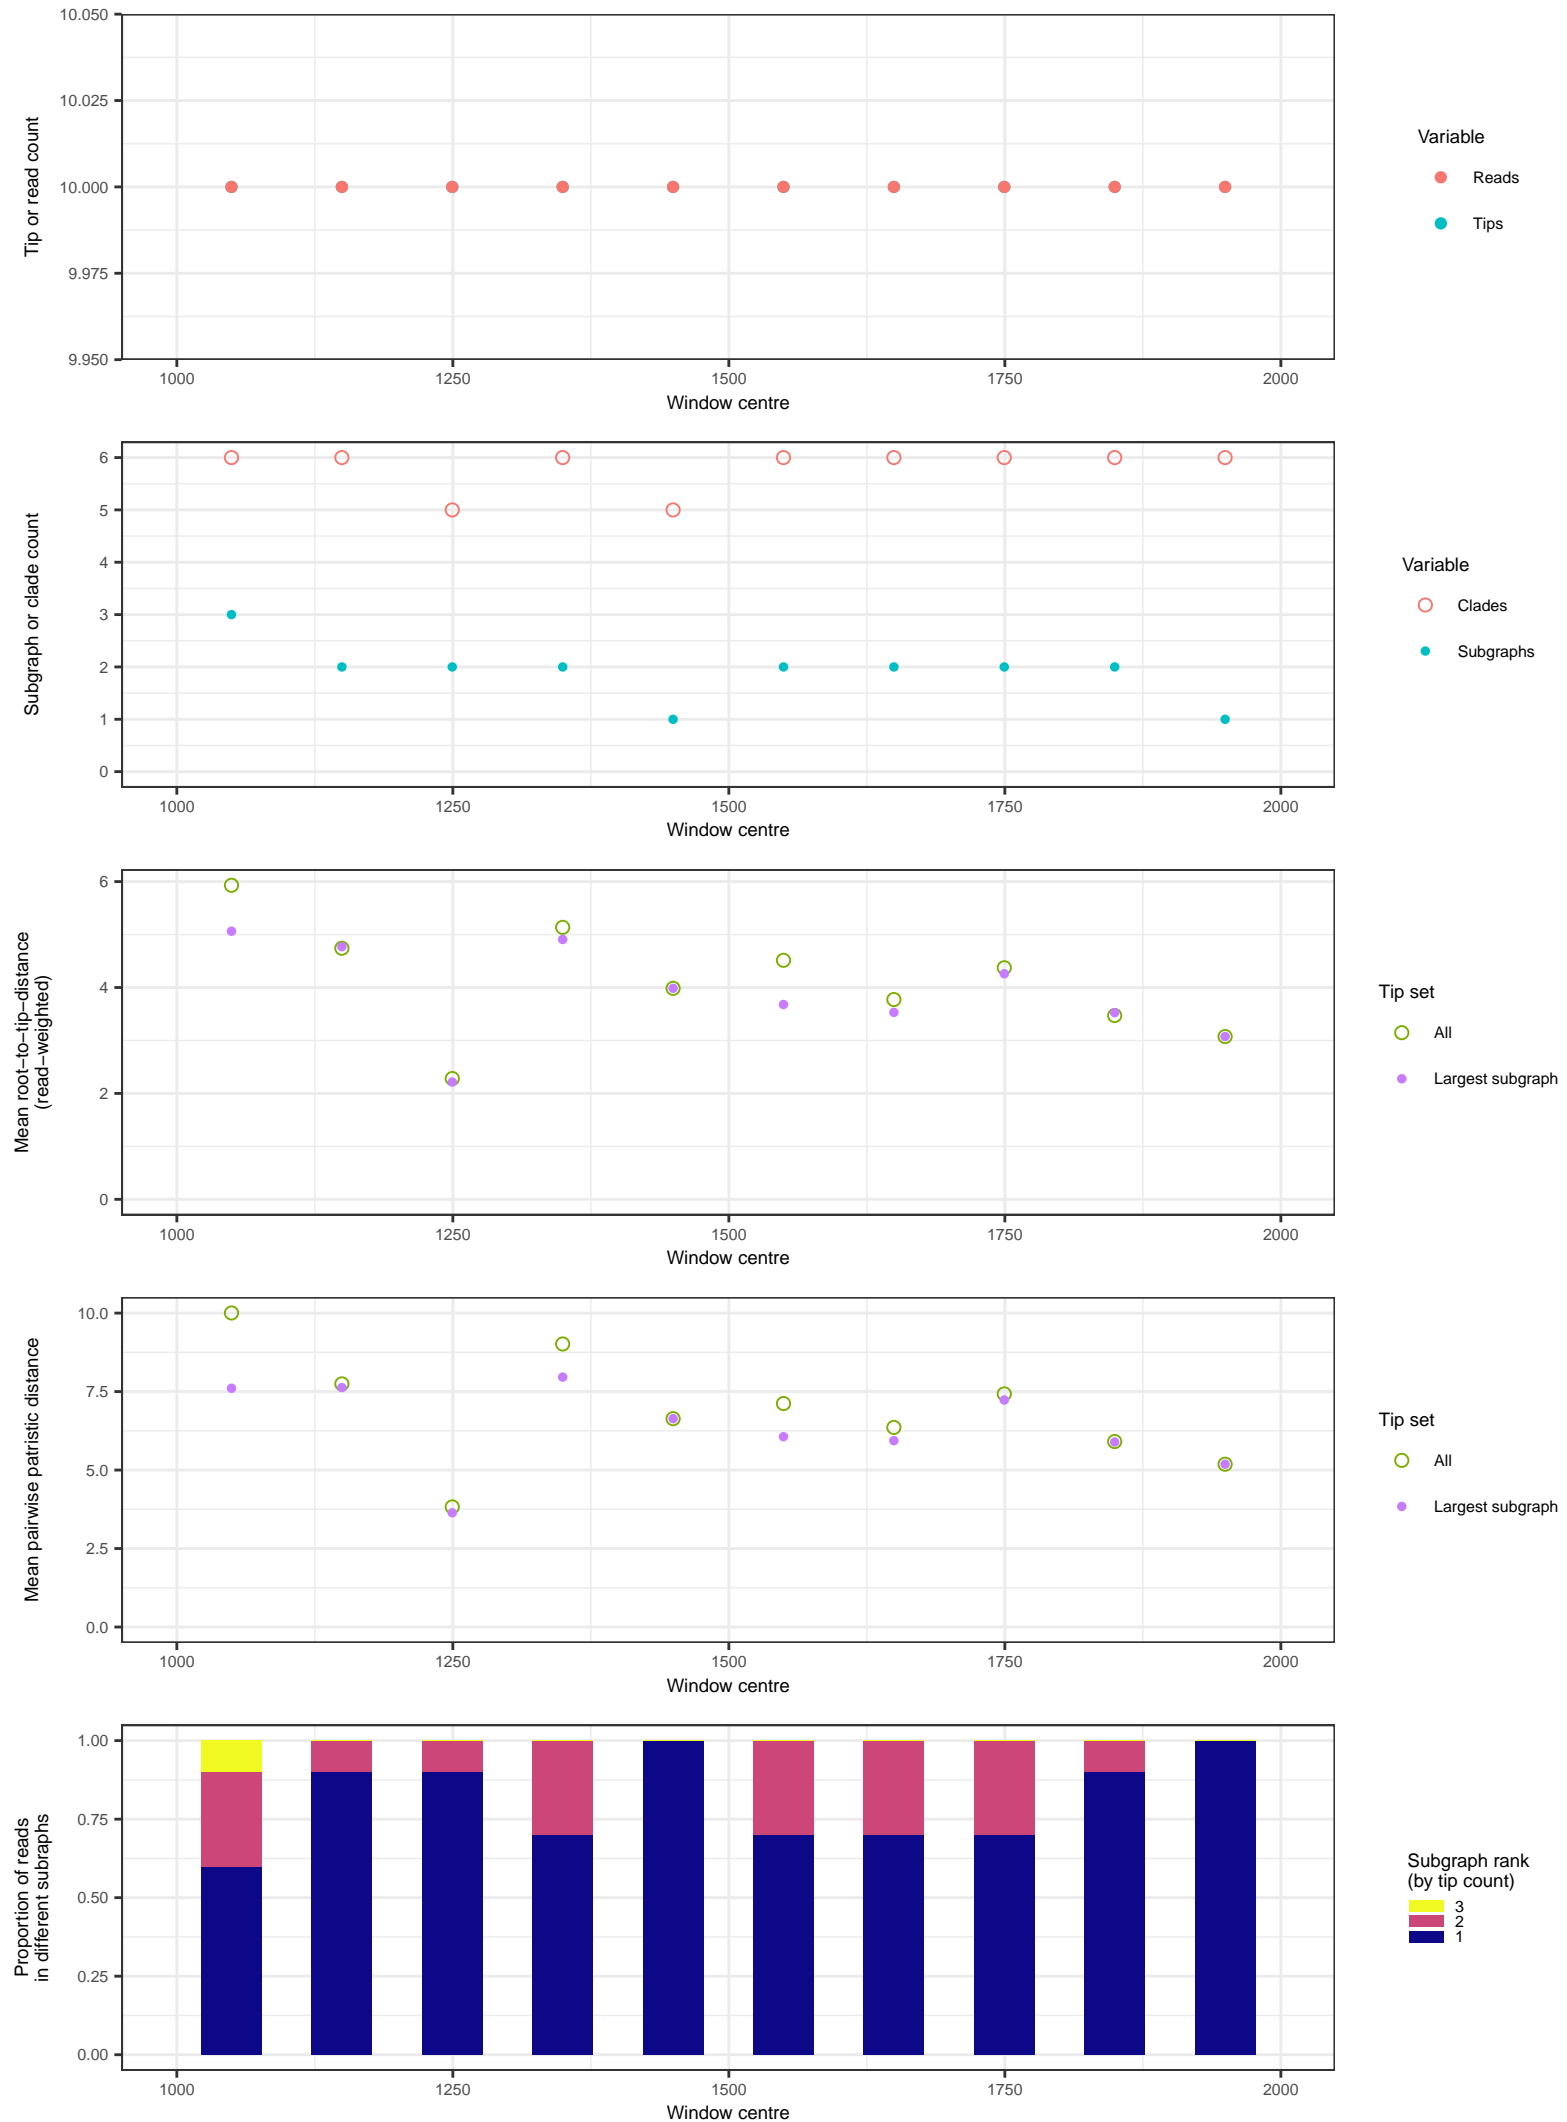 Tip or read count
10.050
10.025
10.000
9.975
9.950
1000 1250 1500 1750 2000
Window centre
Variable
Reads
Tips
Subgraph or clade count
6
5
4
3
2
1
0
1000 1250 1500 1750 2000
Window centre
Variable
Clades
Subgraphs
Mean root−to−tip−distance
(read−weighted)
6
4
2
0
1000 1250 1500 1750 2000
Window centre
Tip set
All
Largest subgraph
Mean pairwise patristic distance
10.0
7.5
5.0
2.5
0.0
1000 1250 1500 1750 2000
Window centre
Tip set
All
Largest subgraph
Proportion of reads
in different subraphs
1.00
0.75
0.50
0.25
0.00
1000 1250 1500 1750 2000
Window centre
Subgraph rank
(by tip count)
3
2
1